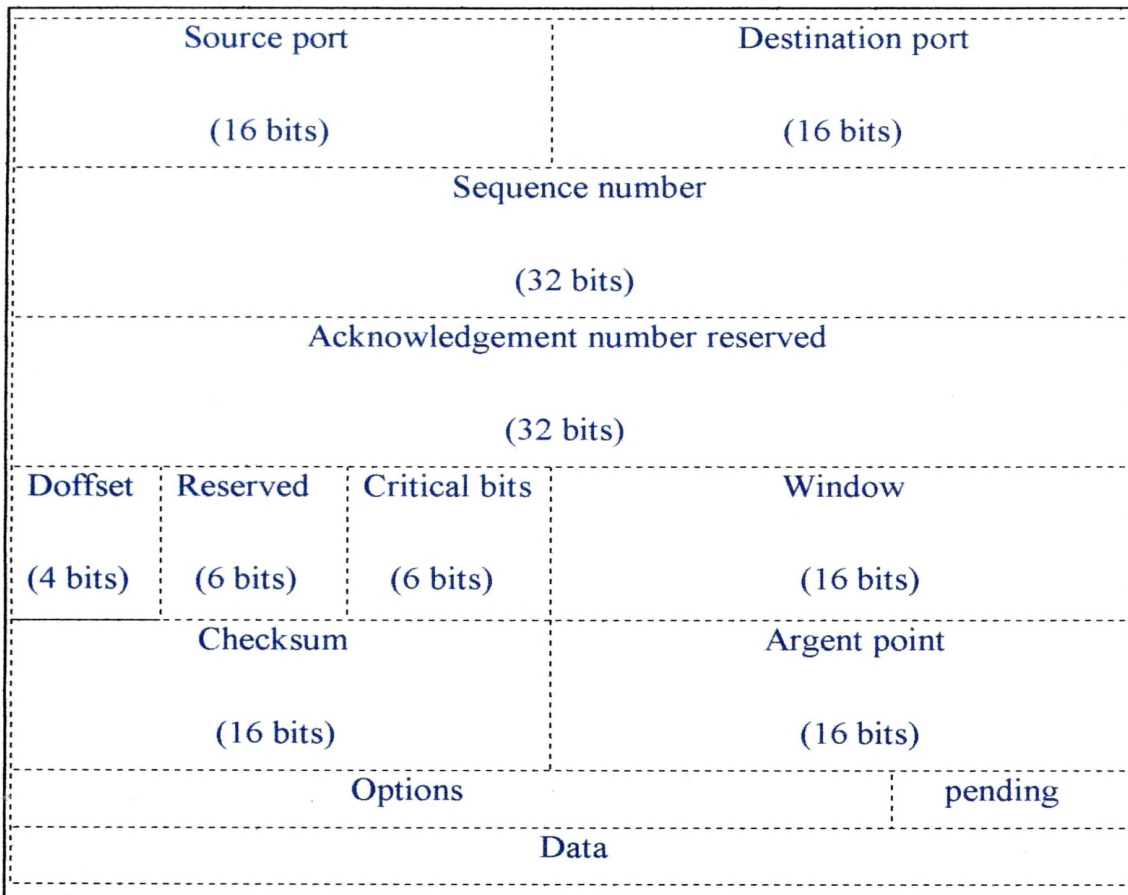 Source port
Destination port
(16 bits)
(16 bits)
Sequence number
(32 bits)
Acknowledgement number reserved
(32 bits)
Doffset
Reserved
Critical bits
Window
(4 bits)
(6 bits)
(6 bits)
(16 bits)
Checksum
Argent point
(16 bits)
(16 bits)
Options
pending
Data